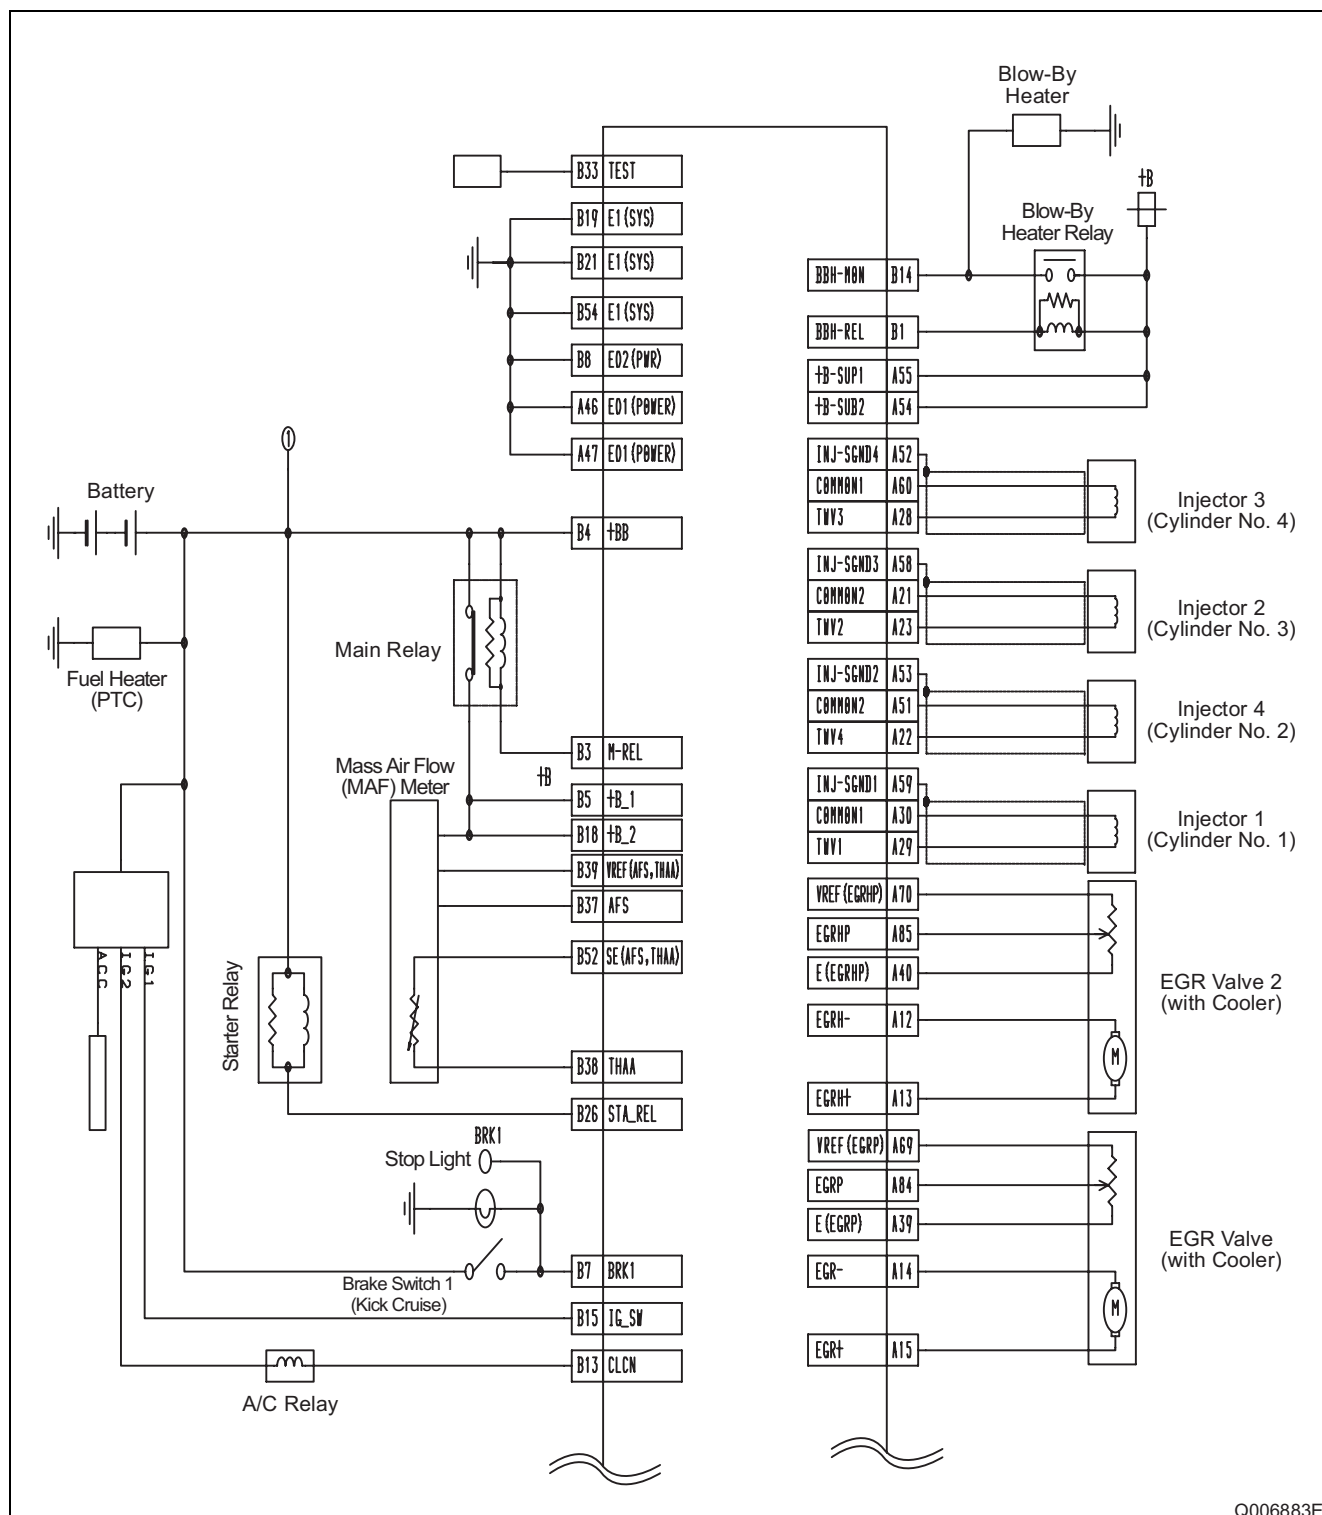 Blow-By
Heater
+B
Blow-By
Heater Relay
B33 TEST
B19 E1(SYS)
B21 E1(SYS)
B54 E1(SYS)
B8 E02(PWR)
A46 E01(POWER)
A47 E01(POWER)
BBH-MON B14
BBH-REL B1
+B-SUP1 A55
+B-SUB2 A54
1
Battery
B4 +BB
Fuel Heater
(PTC)
Main Relay
B3 M-REL
Mass Air Flow
(MAF) Meter
+B
B5 +B_1
B18 +B_2
B39 VREF(AFS,THAA)
B37 AFS
B52 SE(AFS,THAA)
B38 THAA
ACC
IG2
IG1
Starter Relay
B26 STA_REL
BRK1
Stop Light
B7 BRK1
Brake Switch 1
(Kick Cruise)
B15 IG_SW
B13 CLCN
A/C Relay
INJ-SGND4 A52
COMMON1 A60
TWV3 A28
Injector 3
(Cylinder No. 4)
INJ-SGND3 A58
COMMON2 A21
TWV2 A23
Injector 2
(Cylinder No. 3)
INJ-SGND2 A53
COMMON2 A51
TWV4 A22
Injector 4
(Cylinder No. 2)
INJ-SGND1 A59
COMMON1 A30
TWV1 A29
Injector 1
(Cylinder No. 1)
VREF(EGRHP) A70
EGRHP A85
E(EGRHP) A40
EGRH- A12
M
EGRH+ A13
EGR Valve 2
(with Cooler)
VREF(EGRP) A69
EGRP A84
E(EGRP) A39
EGR- A14
M
EGR+ A15
EGR Valve
(with Cooler)
Q006883E